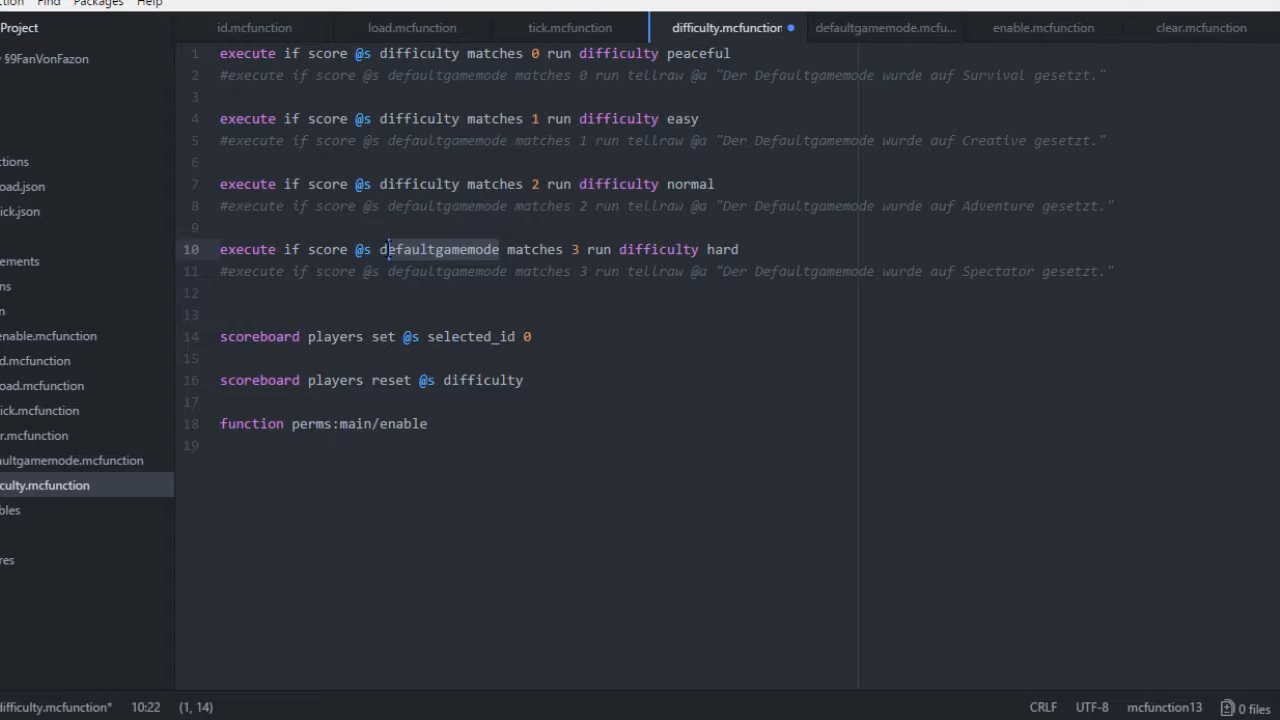 ction Find Packages Help
Project
id.mcfunction load.mcfunction tick.mcfunction difficulty.mcfunction defaultgamemode.mcfu... enable.mcfunction clear.mcfunction
§9FanVonFazon
ctions
oad.json
ick.json
ements
ns
n
enable.mcfunction
d.mcfunction
oad.mcfunction
ick.mcfunction
r.mcfunction
aultgamemode.mcfunction
culty.mcfunction
bles
res
1 execute if score @s difficulty matches 0 run difficulty peaceful
2 #execute if score @s defaultgamemode matches 0 run tellraw @a "Der Defaultgamemode wurde auf Survival gesetzt."
3
4 execute if score @s difficulty matches 1 run difficulty easy
5 #execute if score @s defaultgamemode matches 1 run tellraw @a "Der Defaultgamemode wurde auf Creative gesetzt."
6
7 execute if score @s difficulty matches 2 run difficulty normal
8 #execute if score @s defaultgamemode matches 2 run tellraw @a "Der Defaultgamemode wurde auf Adventure gesetzt."
9
10 execute if score @s defaultgamemode matches 3 run difficulty hard
11 #execute if score @s defaultgamemode matches 3 run tellraw @a "Der Defaultgamemode wurde auf Spectator gesetzt."
12
13
14 scoreboard players set @s selected_id 0
15
16 scoreboard players reset @s difficulty
17
18 function perms:main/enable
19
ifficulty.mcfunction* 10:22 (1, 14) CRLF UTF-8 mcfunction13 0 files